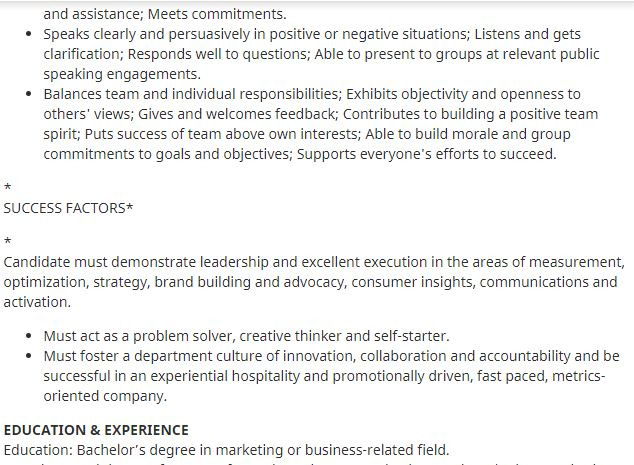 and assistance; Meets commitments.
• Speaks clearly and persuasively in positive or negative situations; Listens and gets
clarification; Responds well to questions; Able to present to groups at relevant public
speaking engagements.
• Balances team and individual responsibilities; Exhibits objectivity and openness to
others' views; Gives and welcomes feedback; Contributes to building a positive team
spirit; Puts success of team above own interests; Able to build morale and group
commitments to goals and objectives; Supports everyone's efforts to succeed.
*
SUCCESS FACTORS*
*
Candidate must demonstrate leadership and excellent execution in the areas of measurement,
optimization, strategy, brand building and advocacy, consumer insights, communications and
activation.
• Must act as a problem solver, creative thinker and self-starter.
• Must foster a department culture of innovation, collaboration and accountability and be
successful in an experiential hospitality and promotionally driven, fast paced, metrics-
oriented company.
EDUCATION & EXPERIENCE
Education: Bachelor’s degree in marketing or business-related field.